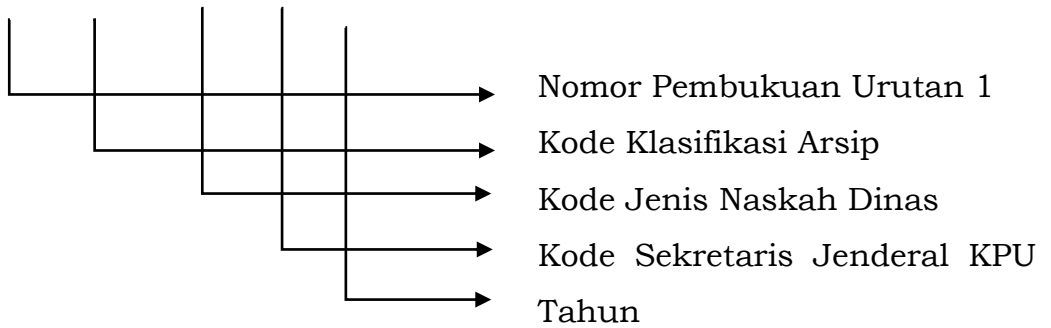 Nomor Pembukuan Urutan 1
Kode Klasifikasi Arsip
Kode Jenis Naskah Dinas
Kode Sekretaris Jenderal KPU
Tahun